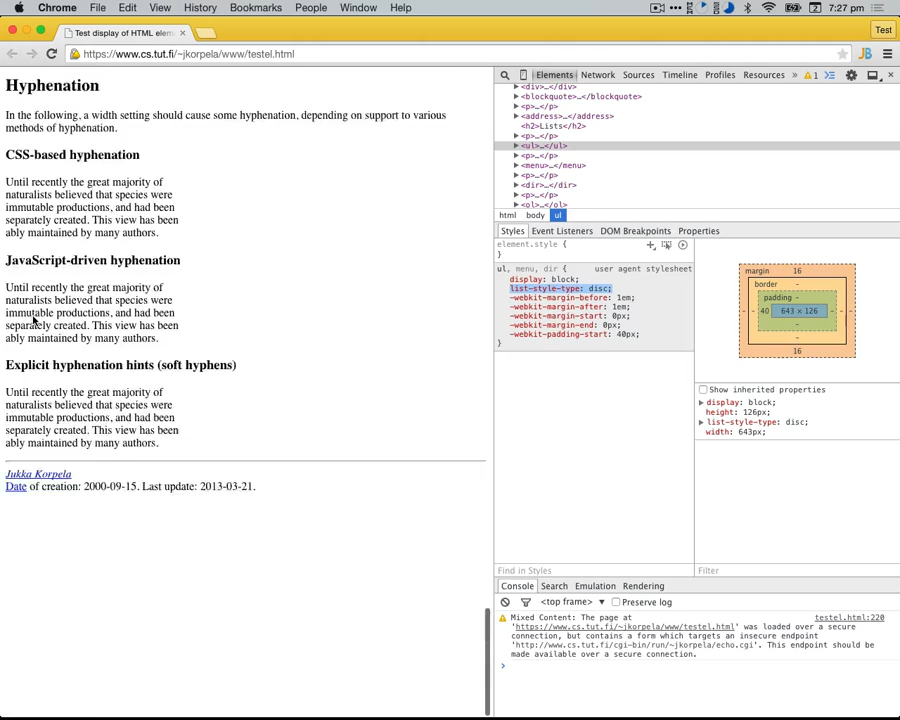 Chrome File Edit View History Bookmarks People Window Help 7:27 pm
Test display of HTML elem
Test
https://www.cs.tut.fi/~jkorpela/www/testel.html
Hyphenation
In the following, a width setting should cause some hyphenation, depending on support to various
methods of hyphenation.
CSS-based hyphenation
Until recently the great majority of
naturalists believed that species were
immutable productions, and had been
separately created. This view has been
ably maintained by many authors.
JavaScript-driven hyphenation
Until recently the great majority of
naturalists believed that species were
immutable productions, and had been
separately created. This view has been
ably maintained by many authors.
Explicit hyphenation hints (soft hyphens)
Until recently the great majority of
naturalists believed that species were
immutable productions, and had been
separately created. This view has been
ably maintained by many authors.
Jukka Korpela
Date of creation: 2000-09-15. Last update: 2013-03-21.
Elements Network Sources Timeline Profiles Resources » 1
<div>…</div>
<blockquote>…</blockquote>
<p>…</p>
<address>…</address>
<h2>Lists</h2>
<p>…</p>
<ul>…</ul>
<p>…</p>
<menu>…</menu>
<p>…</p>
<dir>…</dir>
<p>…</p>
<ol>…</ol>
html body ul
Styles Event Listeners DOM Breakpoints Properties
element.style {
}
ul, menu, dir { user agent stylesheet
display: block;
list-style-type: disc;
-webkit-margin-before: 1em;
-webkit-margin-after: 1em;
-webkit-margin-start: 0px;
-webkit-margin-end: 0px;
-webkit-padding-start: 40px;
}
Find in Styles
margin 16
border -
padding -
- - 40 643 × 126 - - -
-
-
16
Show inherited properties
display: block;
height: 126px;
list-style-type: disc;
width: 643px;
Filter
Console Search Emulation Rendering
<top frame> Preserve log
Mixed Content: The page at testel.html:220
'https://www.cs.tut.fi/~jkorpela/www/testel.html' was loaded over a secure
connection, but contains a form which targets an insecure endpoint
'http://www.cs.tut.fi/cgi-bin/run/~jkorpela/echo.cgi'. This endpoint should be
made available over a secure connection.